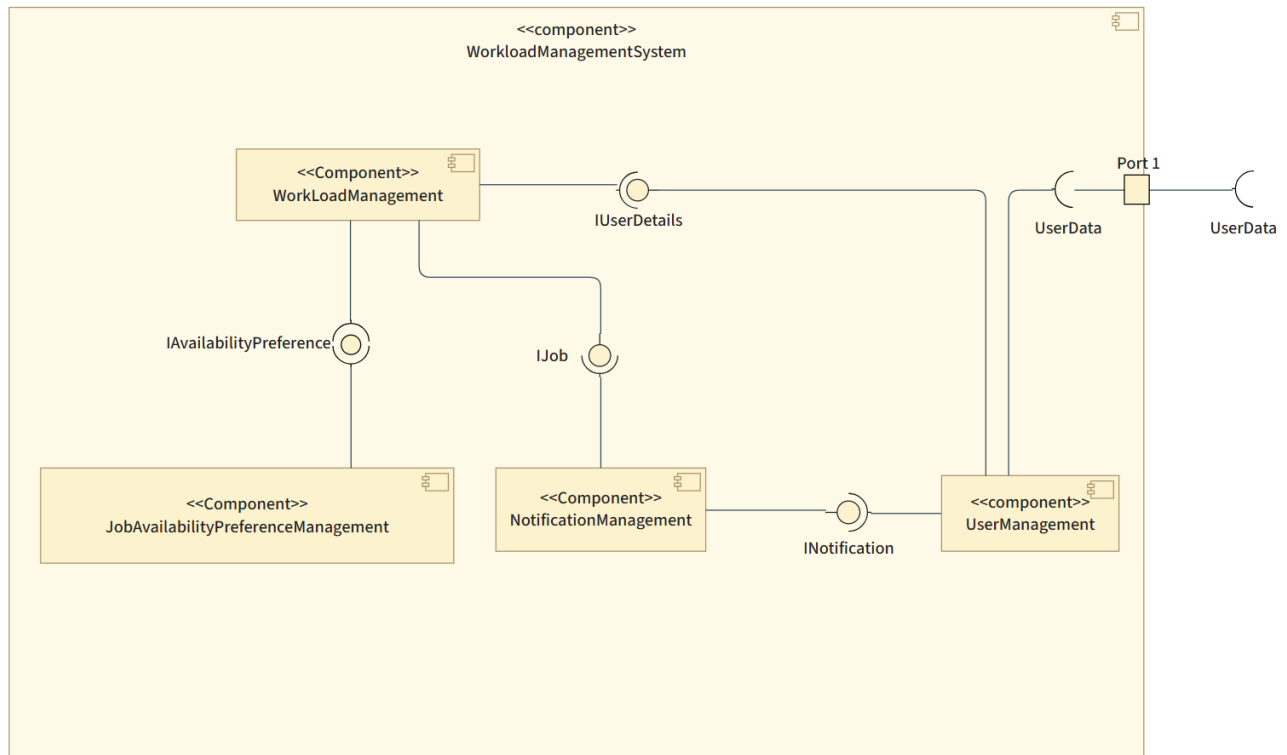 <<component>>
WorkloadManagementSystem
Port 1
<<Component>>
WorkLoadManagement
IUserDetails
UserData
UserData
IAvailabilityPreference
IJob
<<Component>>
JobAvailabilityPreferenceManagement
<<Component>>
NotificationManagement
<<component>>
UserManagement
INotification